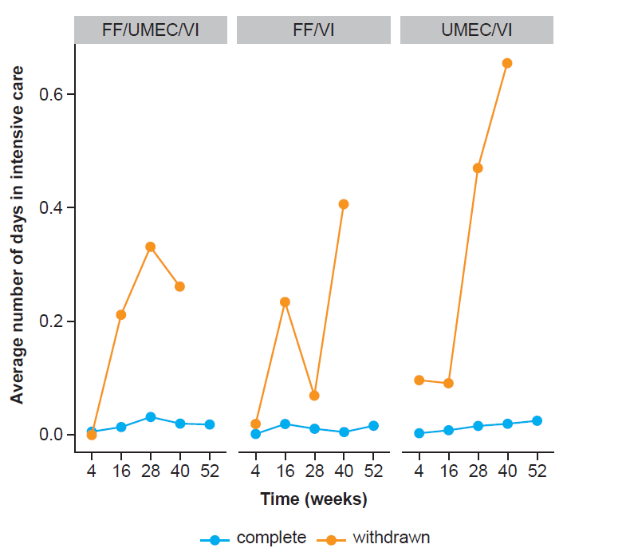 FF/UMEC/VI FF/VI UMEC/VI
Average number of days in intensive care
0.6
0.4
0.2
0.0
4 16 28 40 52 4 16 28 40 52 4 16 28 40 52
Time (weeks)
complete withdrawn